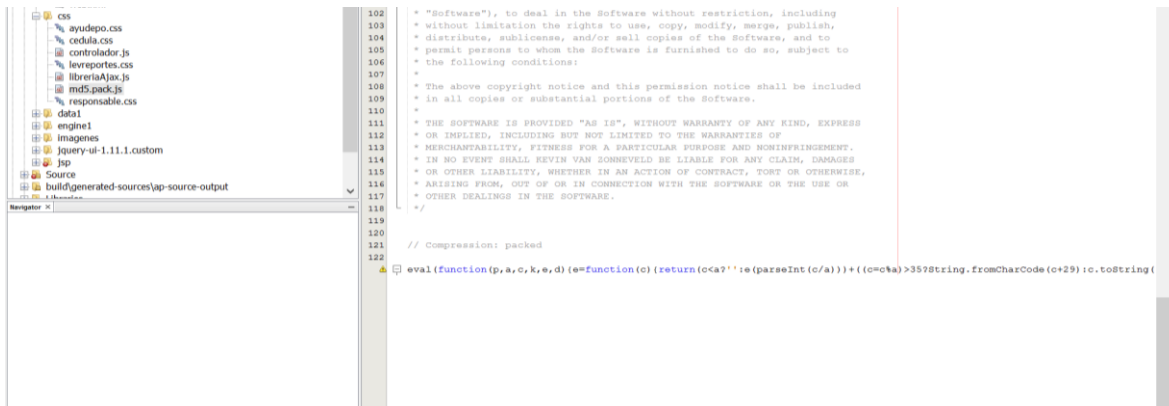 css
ayudepo.css
cedula.css
controlador.js
levreportes.css
libreriaAJax.js
md5.pack.js
responsable.css
data1
engine1
imagenes
jquery-ui-1.11.1.custom
jsp
Source
build\generated-sources\ap-source-output
Navigator ×
102 * "Software"), to deal in the Software without restriction, including
103 * without limitation the rights to use, copy, modify, merge, publish,
104 * distribute, sublicense, and/or sell copies of the Software, and to
105 * permit persons to whom the Software is furnished to do so, subject to
106 * the following conditions:
107 *
108 * The above copyright notice and this permission notice shall be included
109 * in all copies or substantial portions of the Software.
110 *
111 * THE SOFTWARE IS PROVIDED "AS IS", WITHOUT WARRANTY OF ANY KIND, EXPRESS
112 * OR IMPLIED, INCLUDING BUT NOT LIMITED TO THE WARRANTIES OF
113 * MERCHANTABILITY, FITNESS FOR A PARTICULAR PURPOSE AND NONINFRINGEMENT.
114 * IN NO EVENT SHALL KEVIN VAN ZONNEVELD BE LIABLE FOR ANY CLAIM, DAMAGES
115 * OR OTHER LIABILITY, WHETHER IN AN ACTION OF CONTRACT, TORT OR OTHERWISE,
116 * ARISING FROM, OUT OF OR IN CONNECTION WITH THE SOFTWARE OR THE USE OR
117 * OTHER DEALINGS IN THE SOFTWARE.
118 */
119
120
121 // Compression: packed
122
eval(function(p,a,c,k,e,d){e=function(c){return(c<a?'':e(parseInt(c/a)))+((c=c%a)>35?String.fromCharCode(c+29):c.toString(